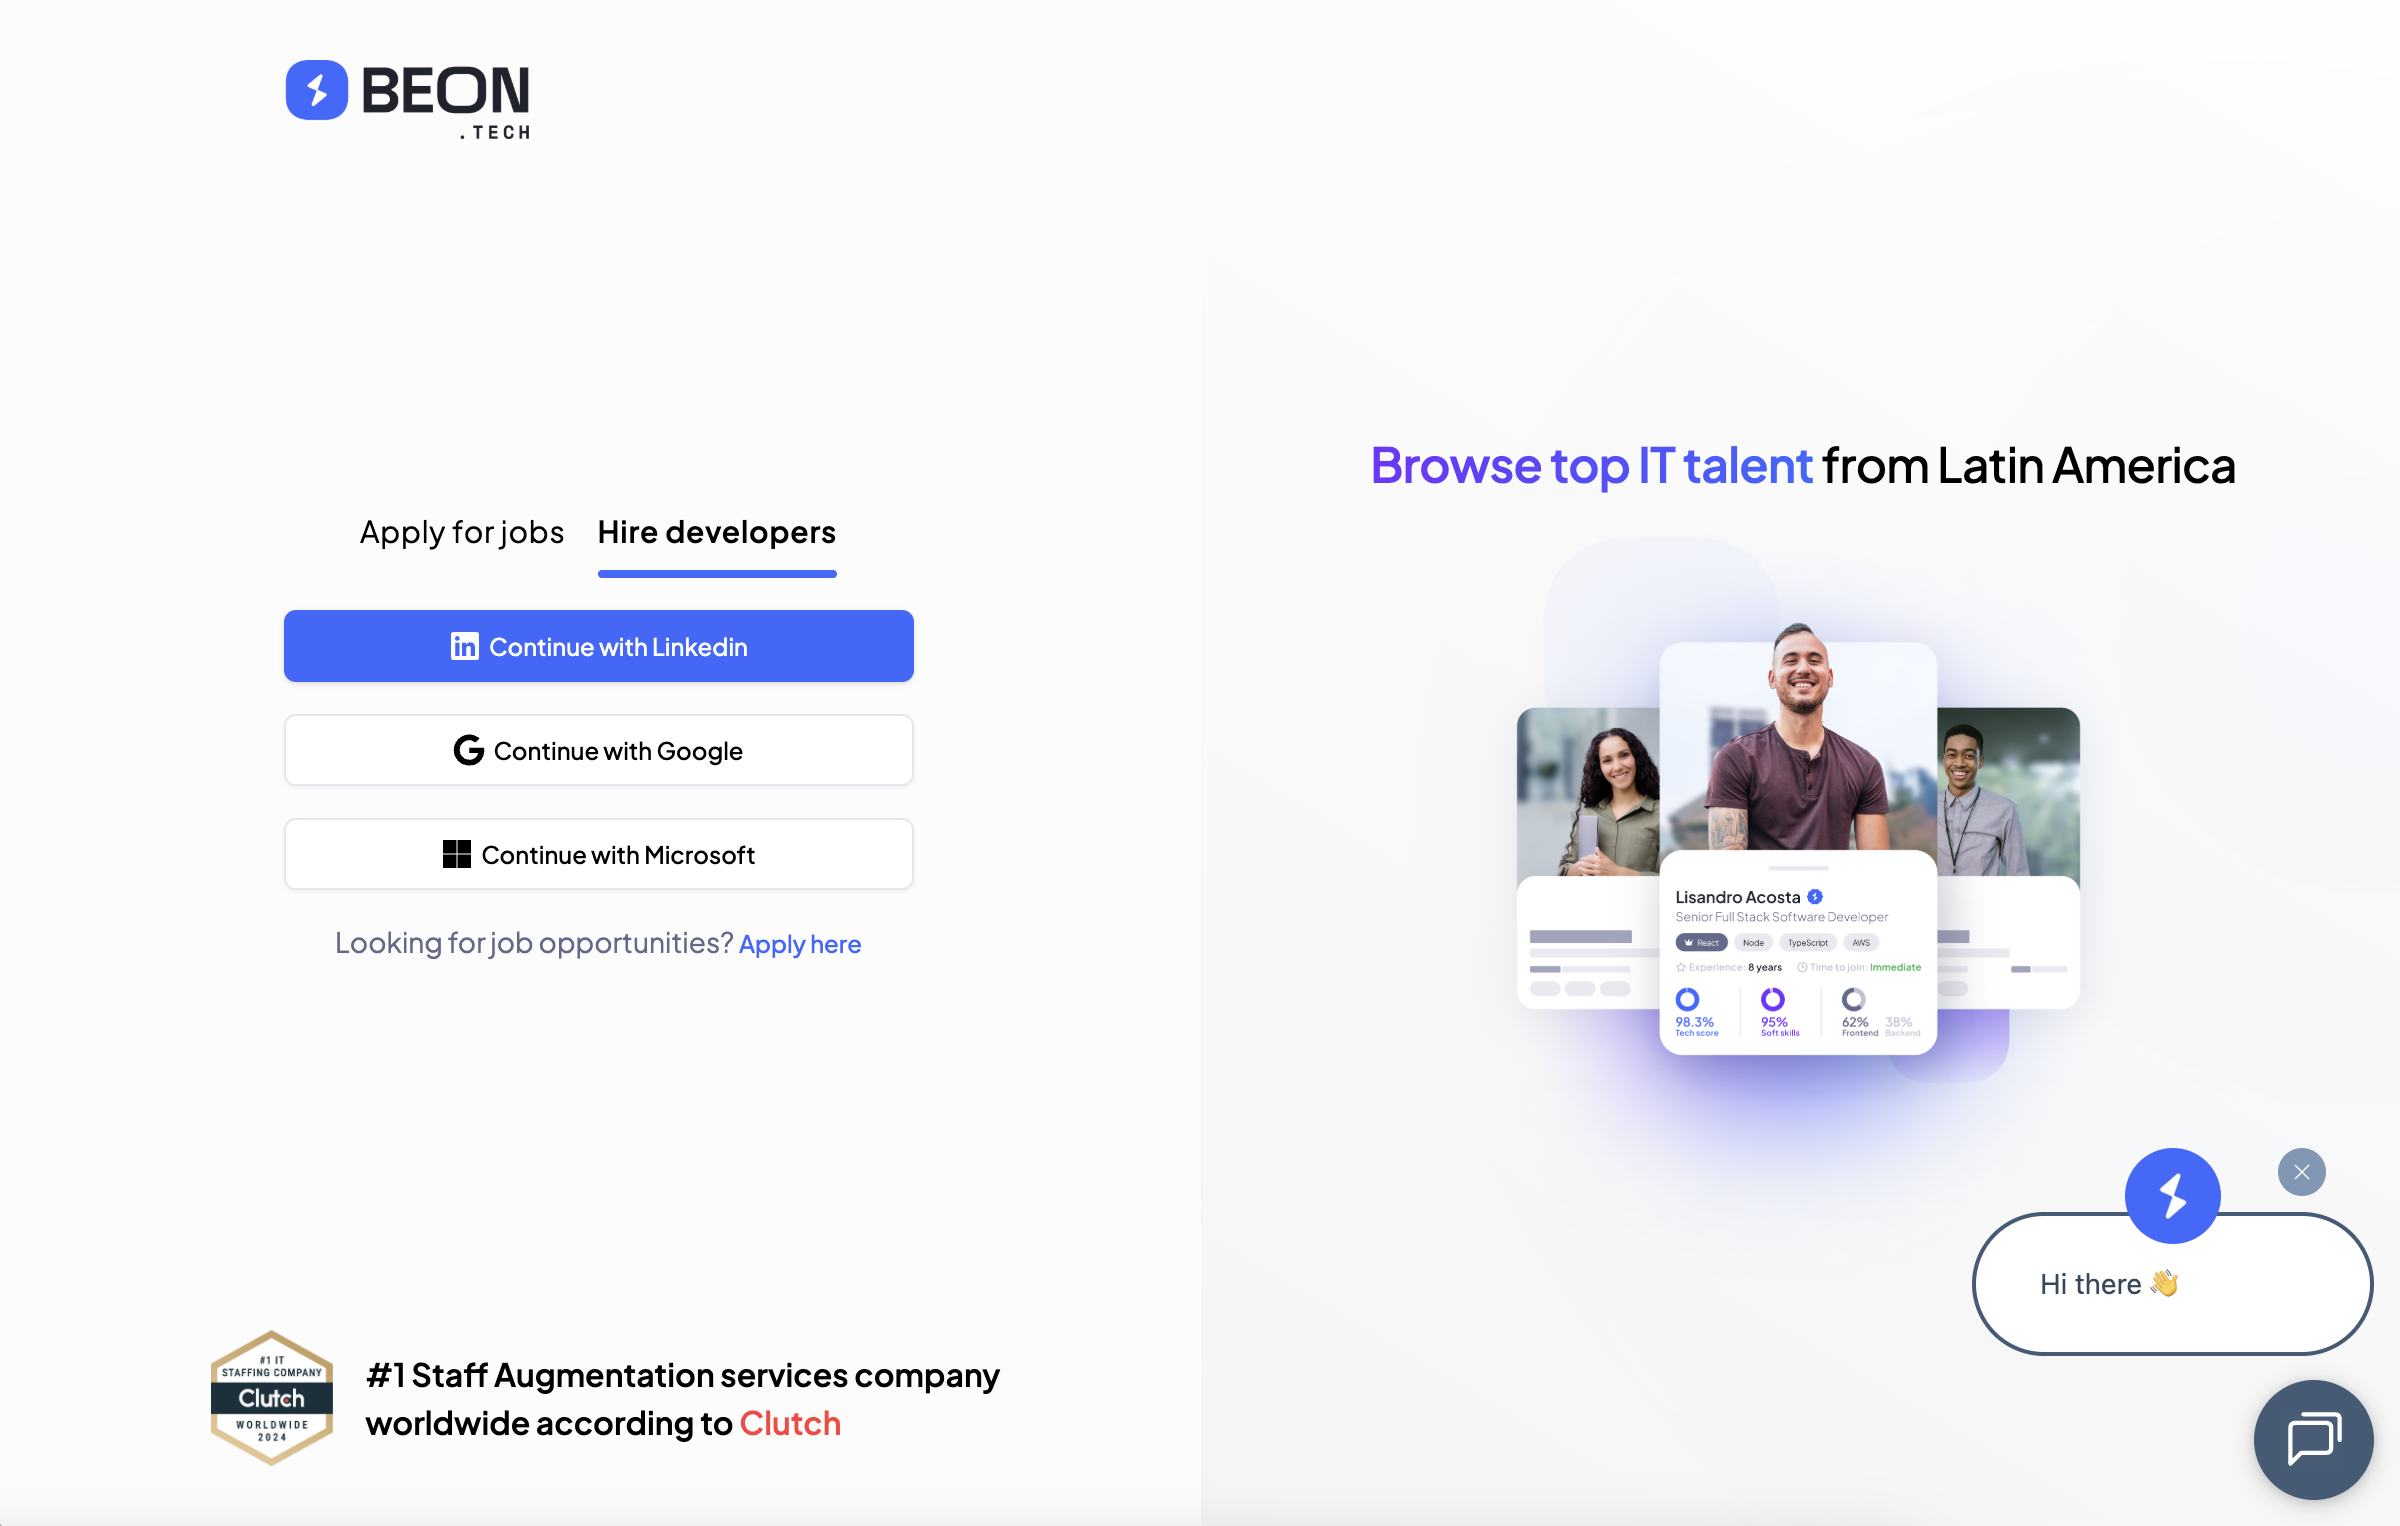 BEON
.TECH
Apply for jobs
Hire developers
Continue with Linkedin
Continue with Google
Continue with Microsoft
Looking for job opportunities? Apply here
#1 IT
STAFFING COMPANY
Clutch
WORLDWIDE
2024
#1 Staff Augmentation services company
worldwide according to Clutch
Browse top IT talent from Latin America
Lisandro Acosta
Senior Full Stack Software Developer
React Node TypeScript AWS
Experience: 8 years Time to join: Immediate
98.3% 95% 62% 38%
Tech score Soft skills Frontend Backend
Hi there 👋